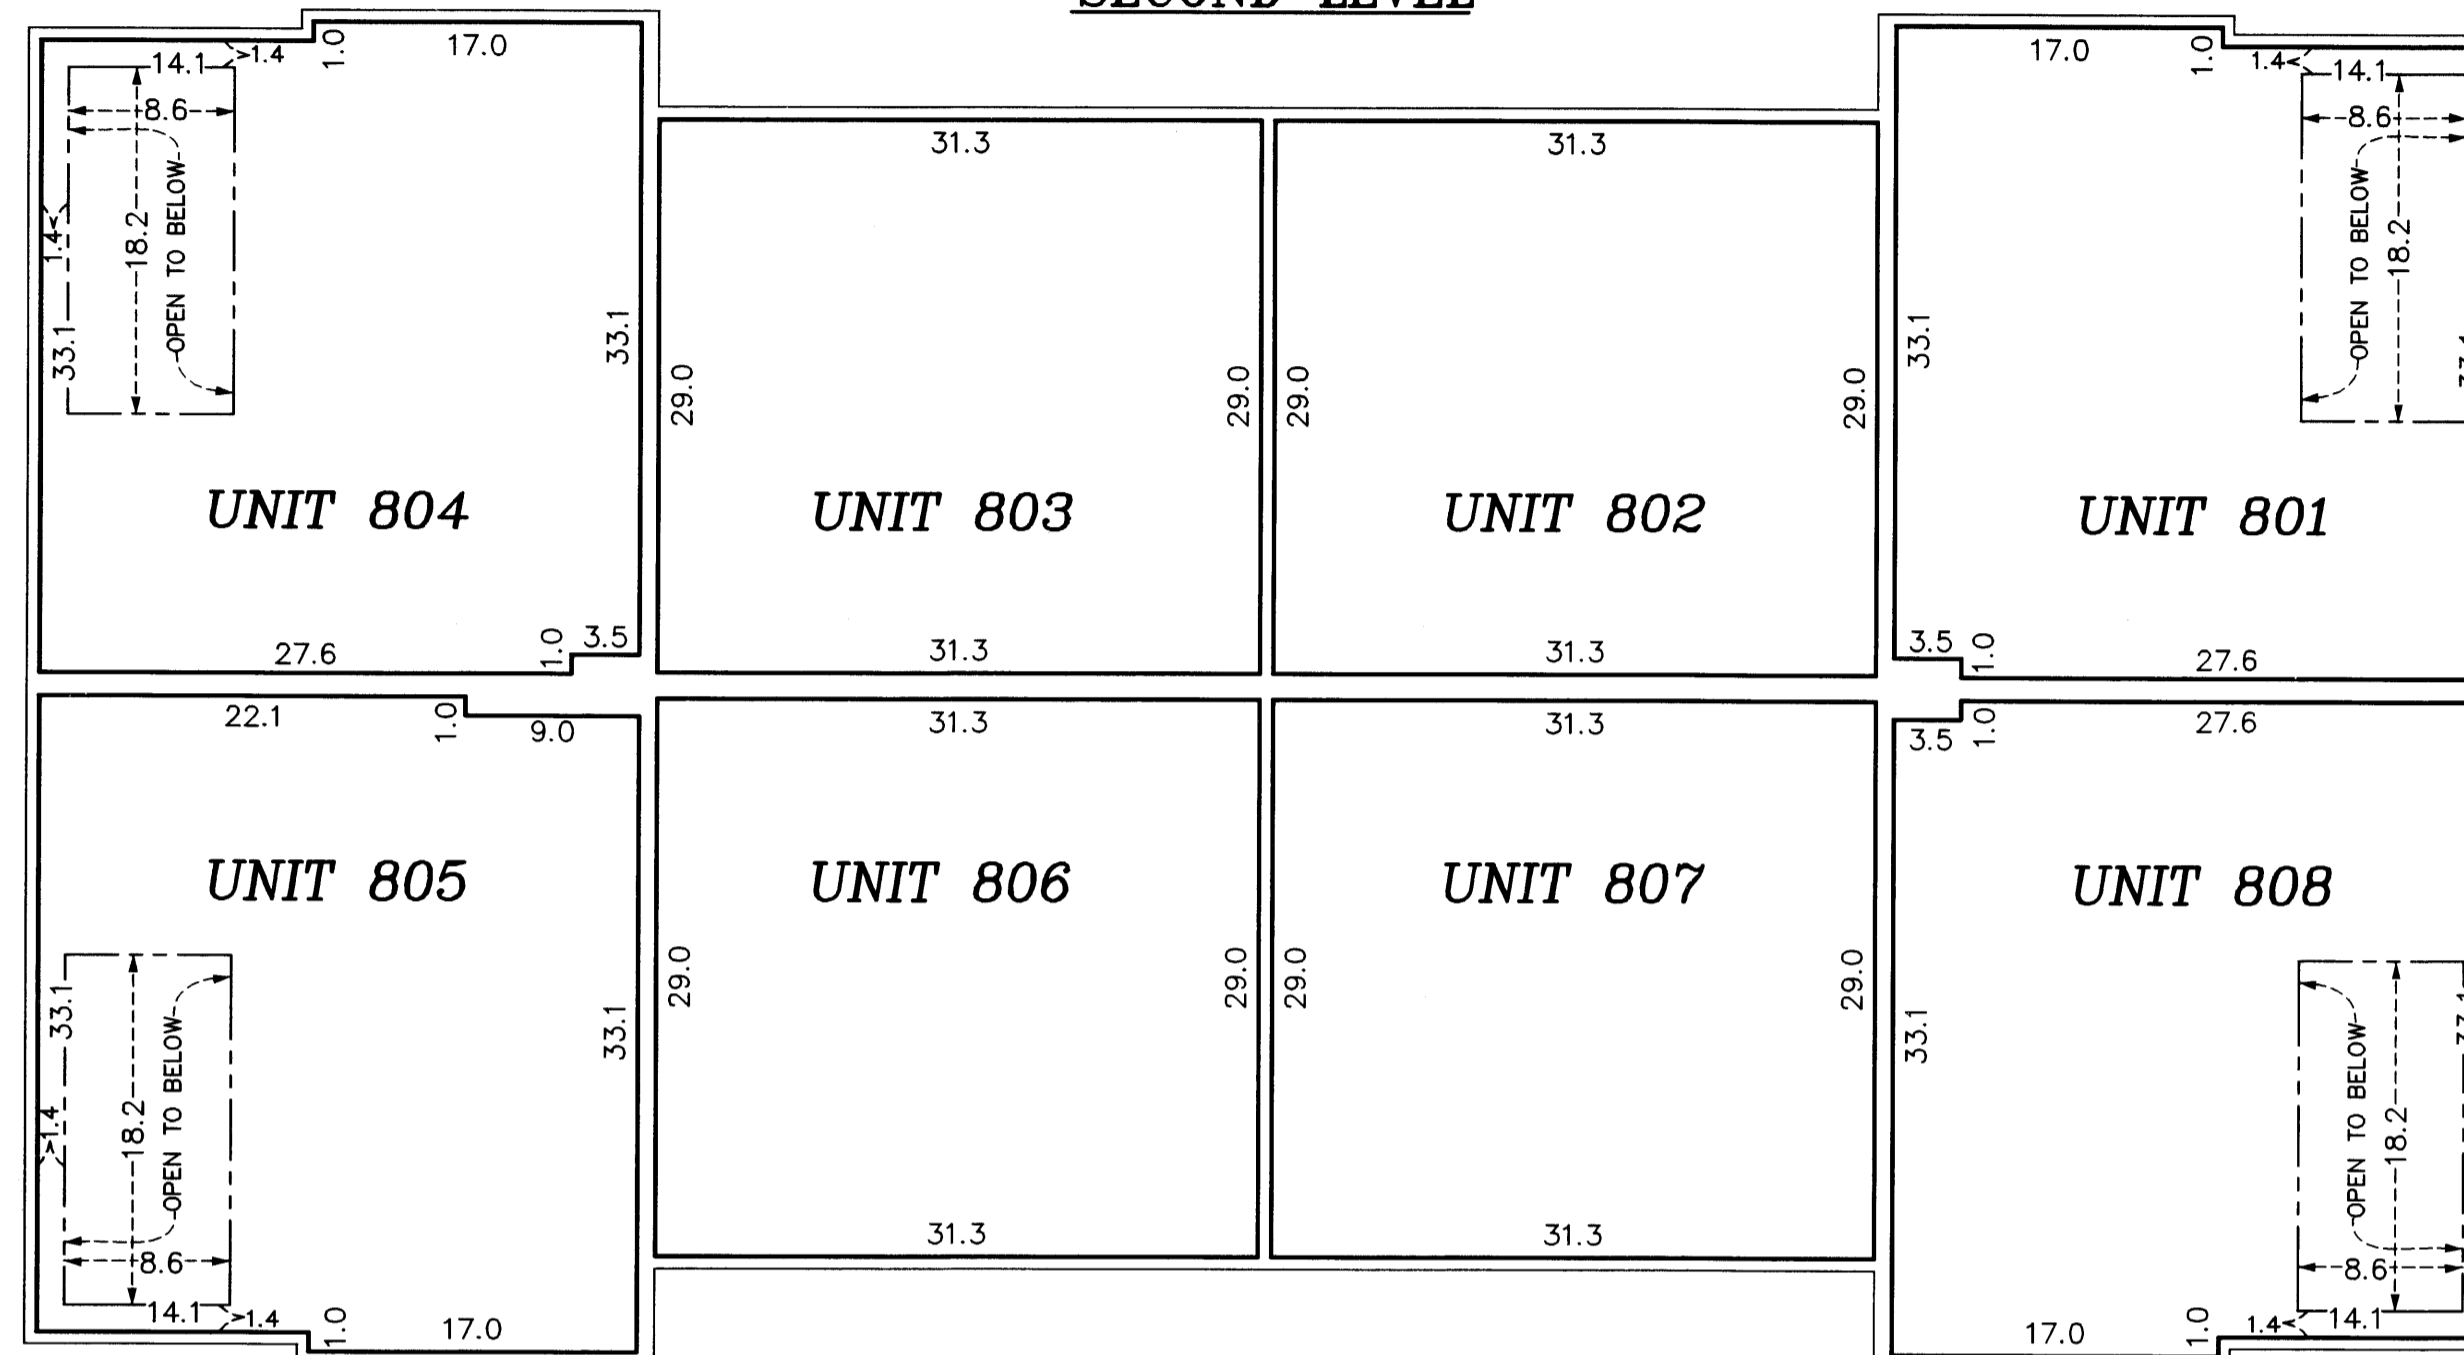 SECOND LEVEL
14.1 >1.4 1.0 17.0
8.6
OPEN TO BELOW
18.2
1.4<
33.1
33.1
UNIT 804
27.6 1.0 3.5
31.3
29.0 29.0
UNIT 803
31.3
31.3
29.0 29.0
UNIT 802
31.3
17.0 1.0 1.4< 14.1
8.6
OPEN TO BELOW
18.2
33.1
UNIT 801
3.5 1.0 27.6
22.1 1.0 9.0
UNIT 805
33.1
33.1
>1.4
18.2
OPEN TO BELOW
8.6
14.1 >1.4 1.0 17.0
31.3
UNIT 806
29.0 29.0
31.3
31.3
UNIT 807
29.0 29.0
31.3
3.5 1.0 27.6
UNIT 808
33.1
OPEN TO BELOW
18.2
8.6
17.0 1.0 1.4< 14.1